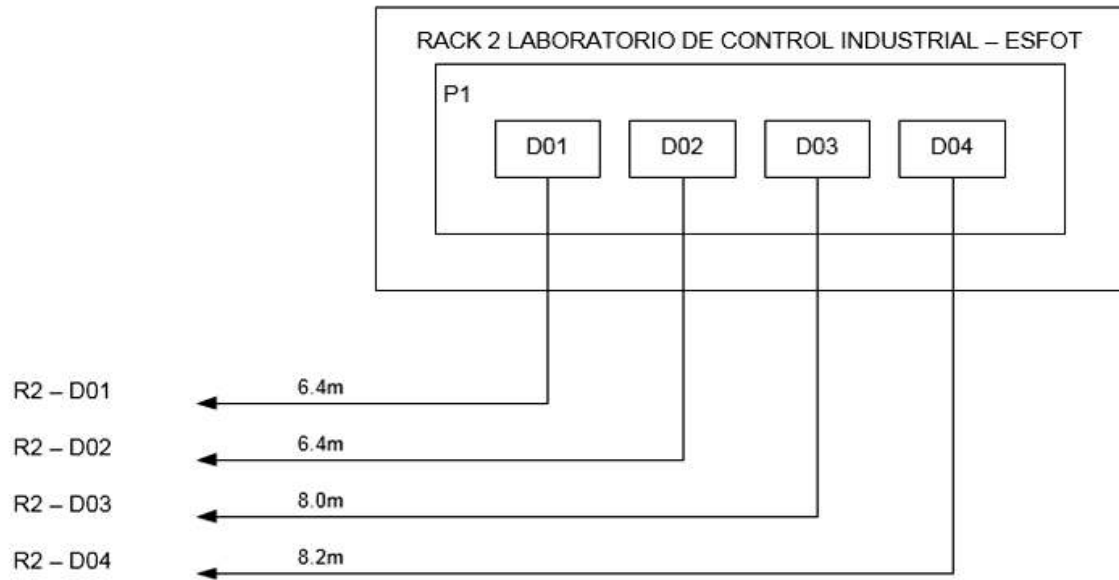 RACK 2 LABORATORIO DE CONTROL INDUSTRIAL – ESFOT
P1
D01 D02 D03 D04
R2 – D01 6.4m
R2 – D02 6.4m
R2 – D03 8.0m
R2 – D04 8.2m